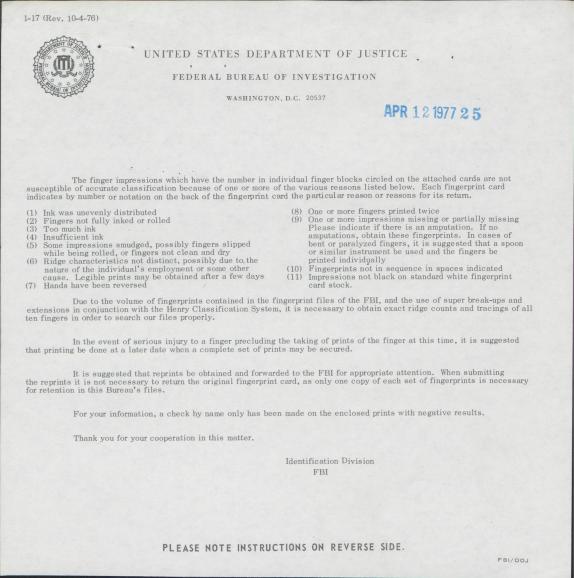 1-17 (Rev. 10-4-76)
UNITED STATES DEPARTMENT OF JUSTICE
FEDERAL BUREAU OF INVESTIGATION
WASHINGTON, D.C. 20537
APR 12 1977 25
The finger impressions which have the number in individual finger blocks circled on the attached cards are not
susceptible of accurate classification because of one or more of the various reasons listed below. Each fingerprint card
indicates by number or notation on the back of the fingerprint card the particular reason or reasons for its return.
(1) Ink was unevenly distributed
(2) Fingers not fully inked or rolled
(3) Too much ink
(4) Insufficient ink
(5) Some impressions smudged, possibly fingers slipped
while being rolled, or fingers not clean and dry
(6) Ridge characteristics not distinct, possibly due to the
nature of the individual's employment or some other
cause. Legible prints may be obtained after a few days
(7) Hands have been reversed
(8) One or more fingers printed twice
(9) One or more impressions missing or partially missing
Please indicate if there is an amputation. If no
amputations, obtain these fingerprints. In cases of
bent or paralyzed fingers, it is suggested that a spoon
or similar instrument be used and the fingers be
printed individually
(10) Fingerprints not in sequence in spaces indicated
(11) Impressions not black on standard white fingerprint
card stock.
Due to the volume of fingerprints contained in the fingerprint files of the FBI, and the use of super break-ups and
extensions in conjunction with the Henry Classification System, it is necessary to obtain exact ridge counts and tracings of all
ten fingers in order to search our files properly.
In the event of serious injury to a finger precluding the taking of prints of the finger at this time, it is suggested
that printing be done at a later date when a complete set of prints may be secured.
It is suggested that reprints be obtained and forwarded to the FBI for appropriate attention. When submitting
the reprints it is not necessary to return the original fingerprint card, as only one copy of each set of fingerprints is necessary
for retention in this Bureau's files.
For your information, a check by name only has been made on the enclosed prints with negative results.
Thank you for your cooperation in this matter.
Identification Division
FBI
PLEASE NOTE INSTRUCTIONS ON REVERSE SIDE.
FBI/DOJ